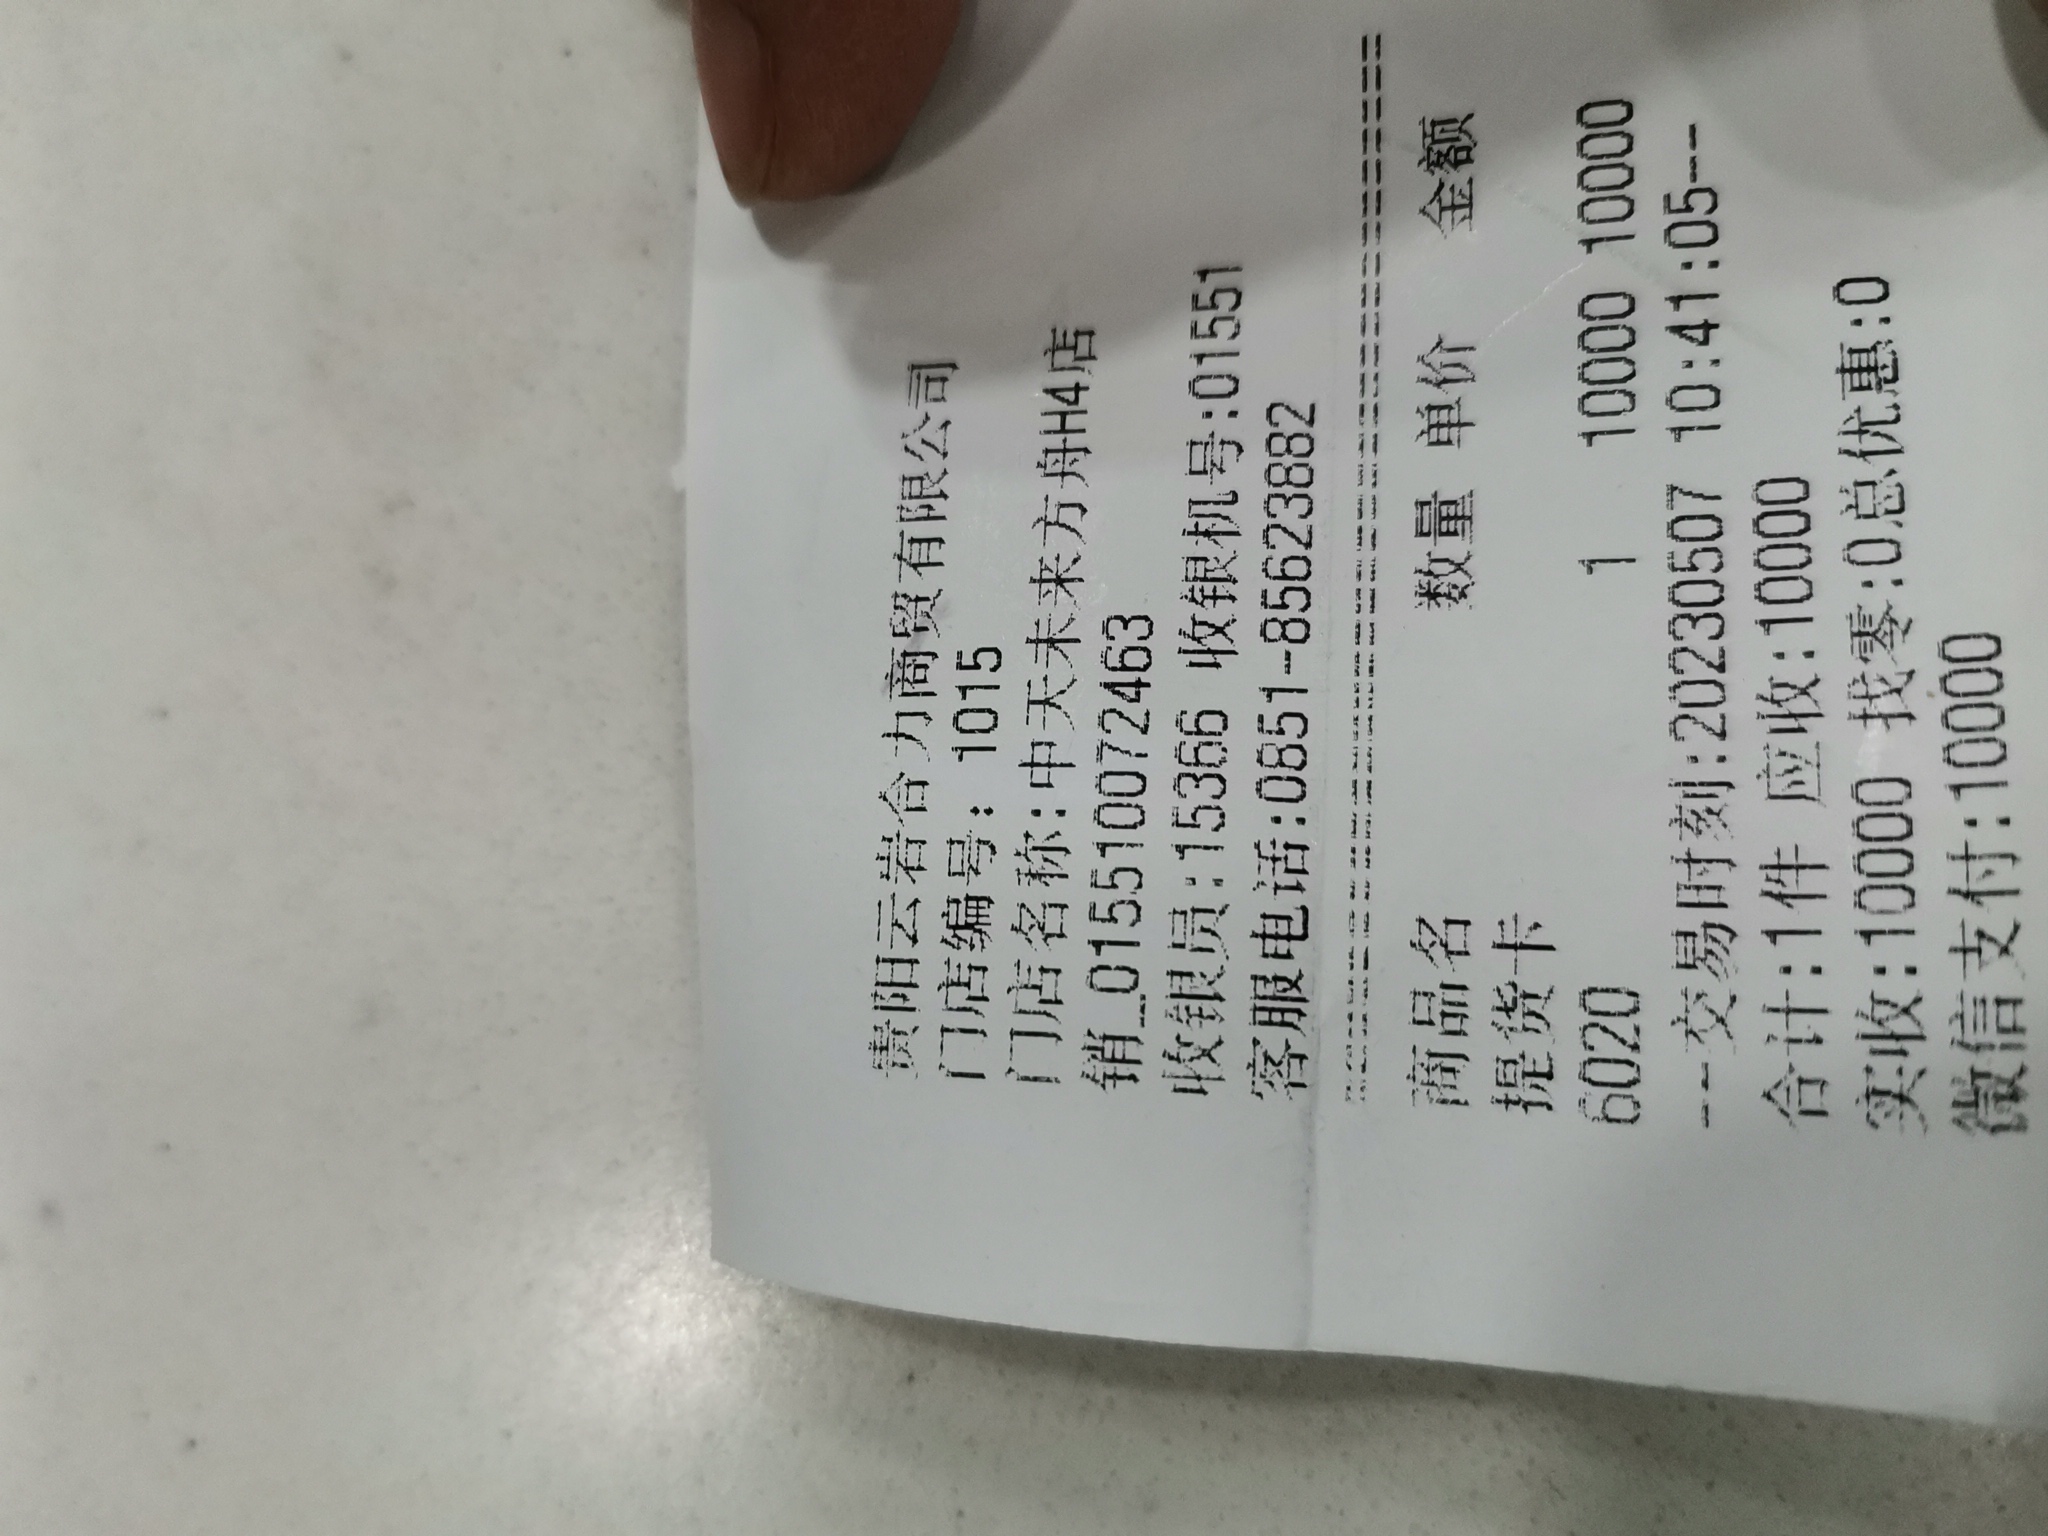 贵阳云岩合力商贸有限公司
门店编号: 1015
门店名称:中天未来方舟H4店
销_015510072463
收银员:15366 收银机号:01551
客服电话:0851-85623882
商品名 数量 单价 金额
提货卡
6020 1 10000 10000
---交易时刻:20230507 10:41:05---
合计:1件 应收:10000
实收:10000 找零:0总优惠:0
微信支付:10000